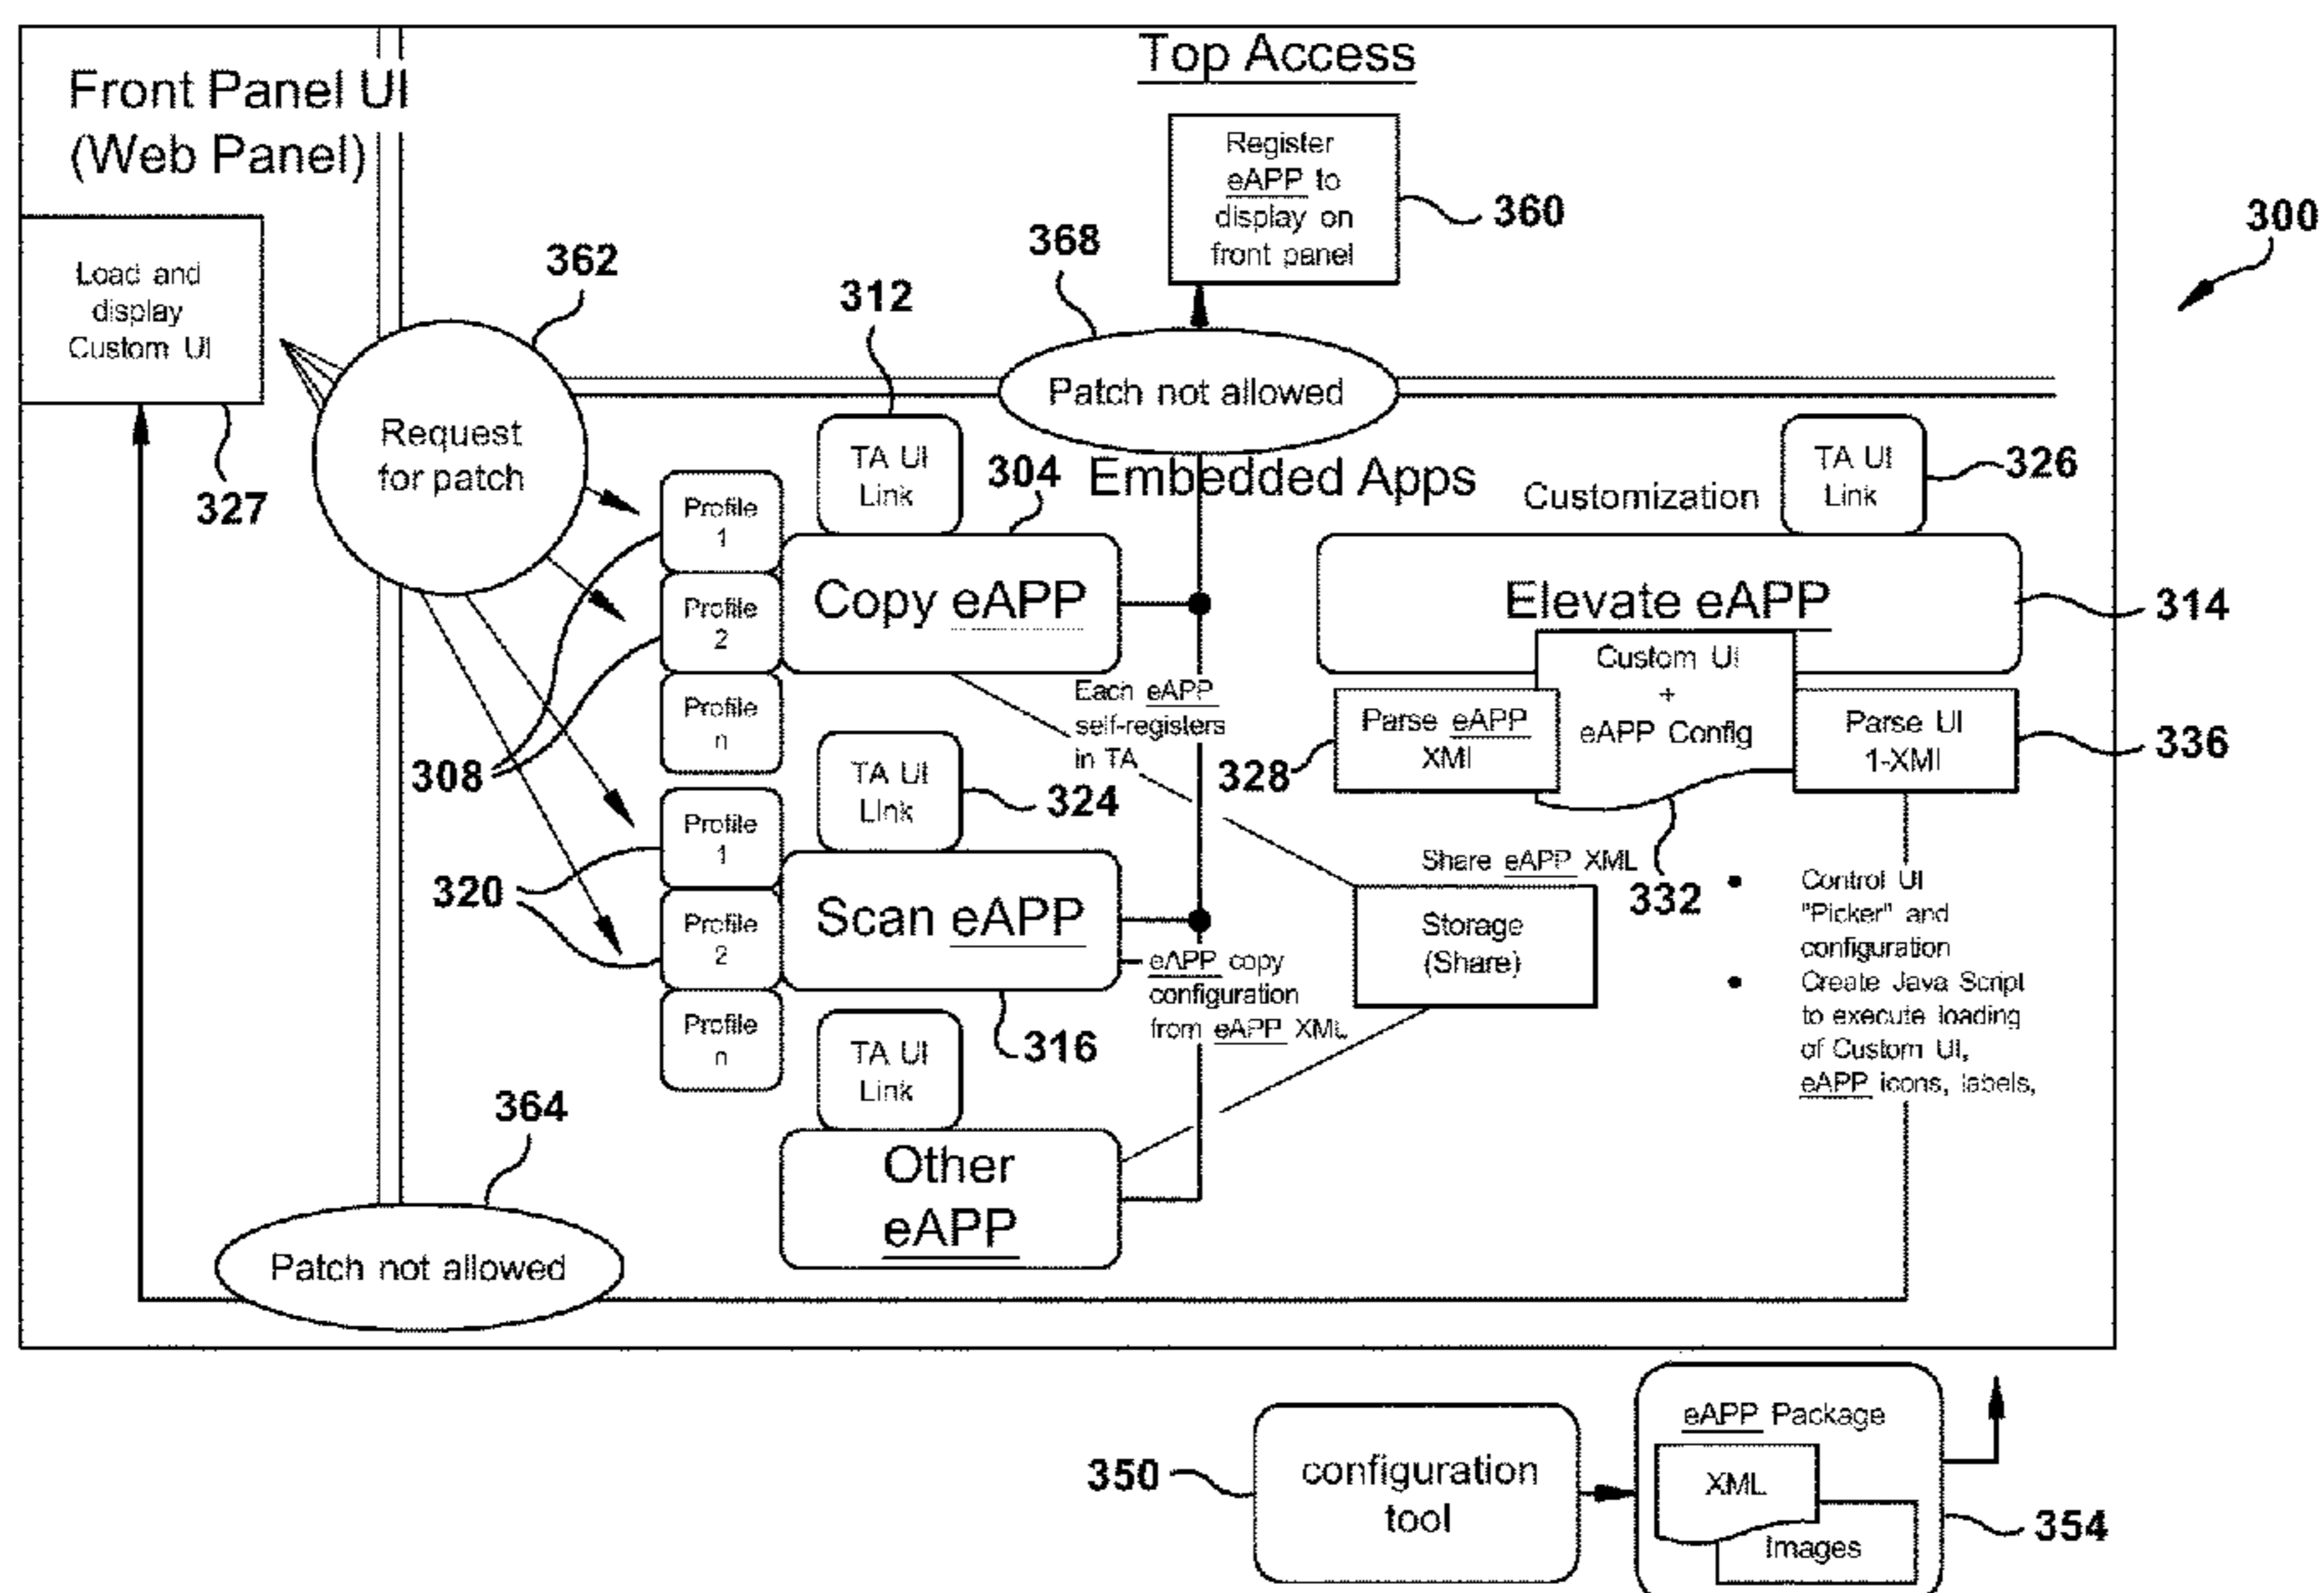 Top Access
Front Panel UI
(Web Panel)
Register
eAPP to
display on
front panel
360
300
368
362
312
Load and
display
Custom UI
327
Request
for patch
Patch not allowed
TA UI
Link
304
Embedded Apps
Customization
TA UI
Link
326
Profile
1
Profile
2
Profile
n
308
Copy eAPP
Elevate eAPP
314
Custom UI
+
eAPP Config
Parse eAPP
XMI
328
Parse UI
1-XMI
336
332
Each eAPP
self-registers
in TA
TA UI
Link
324
Profile
1
Profile
2
Profile
n
320
Scan eAPP
316
Share eAPP XML
Storage
(Share)
eAPP copy
configuration
from eAPP XML
• Control UI
"Picker" and
configuration
• Create Java Script
to execute loading
of Custom UI,
eAPP icons, labels,
TA UI
Link
364
Other
eAPP
Patch not allowed
350
configuration
tool
eAPP Package
XML
Images
354